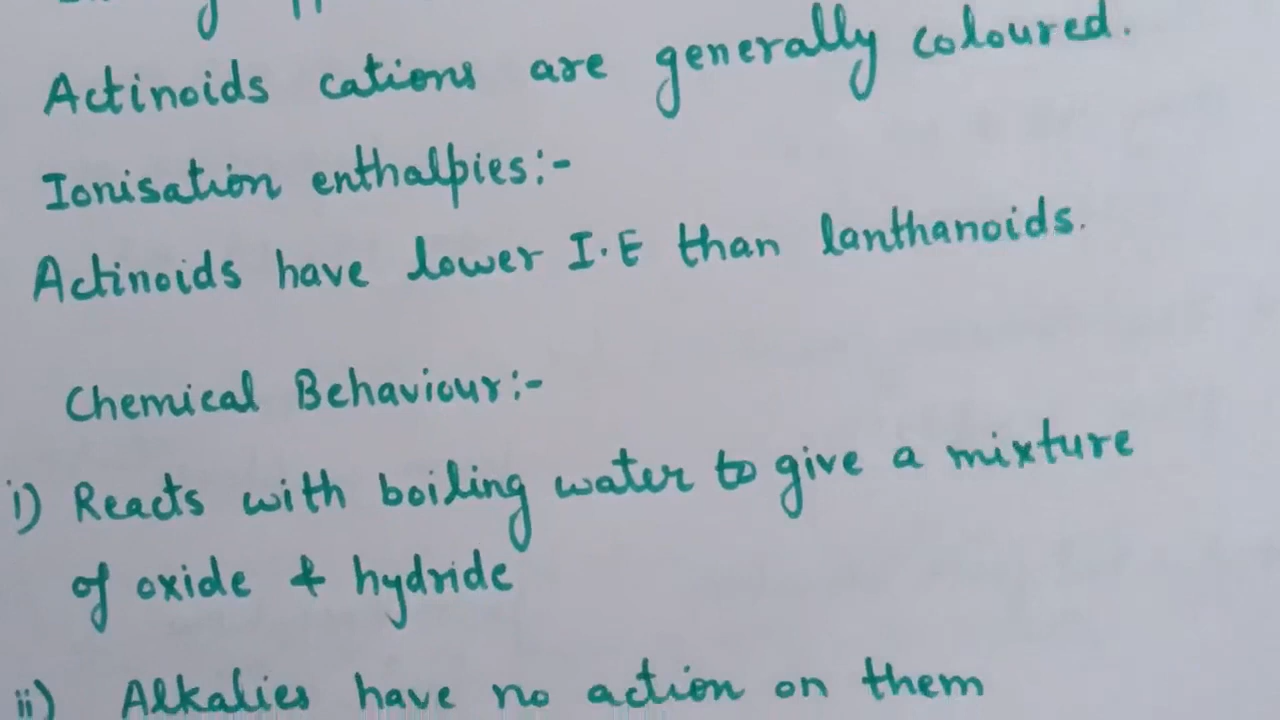 Actinoids cations are generally coloured.
Ionisation enthalpies:-
Actinoids have lower I.E than lanthanoids.
Chemical Behaviour:-
i) Reacts with boiling water to give a mixture
of oxide & hydride
ii) Alkalies have no action on them